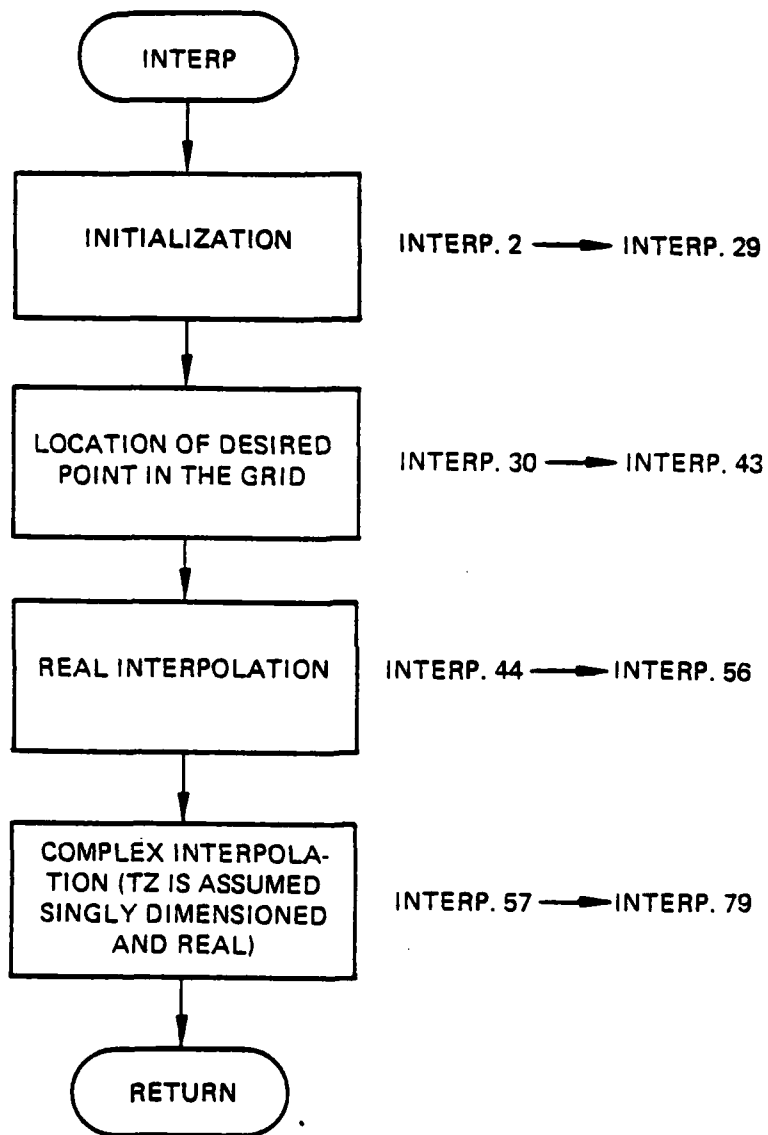 INTERP
INITIALIZATION
INTERP. 2 → INTERP. 29
LOCATION OF DESIRED
POINT IN THE GRID
INTERP. 30 → INTERP. 43
REAL INTERPOLATION
INTERP. 44 → INTERP. 56
COMPLEX INTERPOLA-
TION (TZ IS ASSUMED
SINGLY DIMENSIONED
AND REAL)
INTERP. 57 → INTERP. 79
RETURN